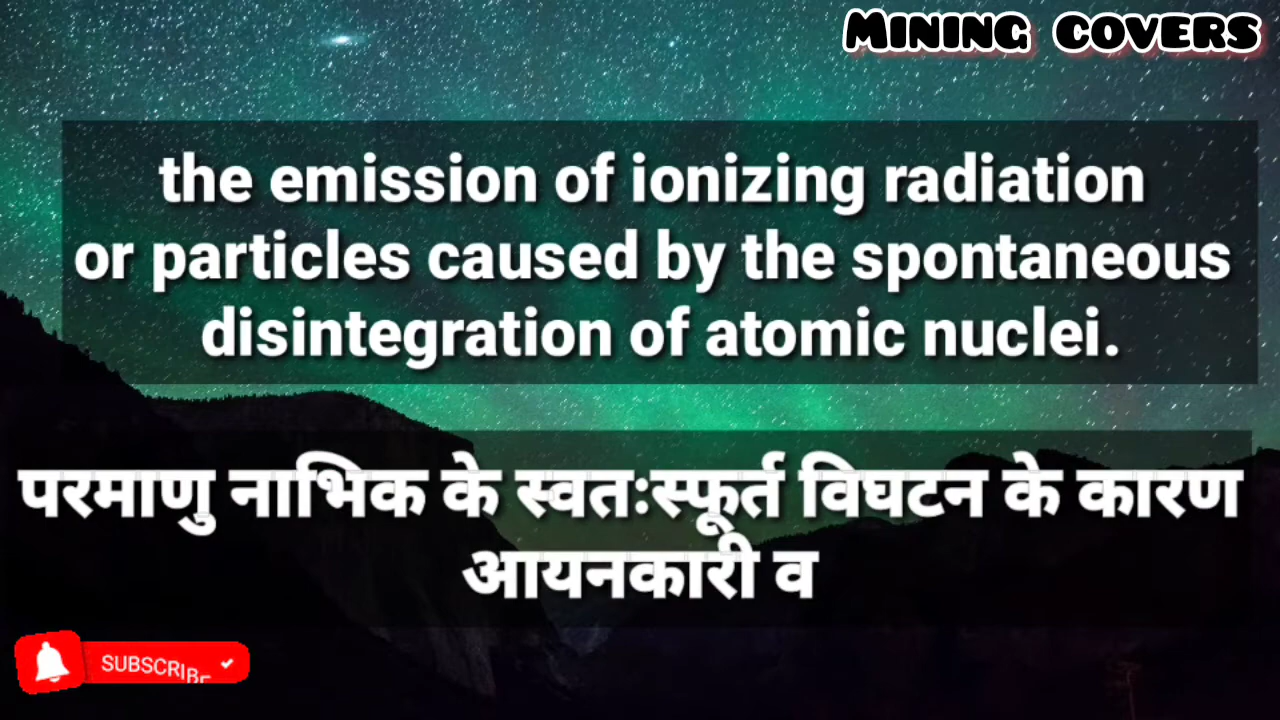 MINING COVERS
the emission of ionizing radiation
or particles caused by the spontaneous
disintegration of atomic nuclei.
परमाणु नाभिक के स्वतःस्फूर्त विघटन के कारण
आयनकारी व
SUBSCRIBE